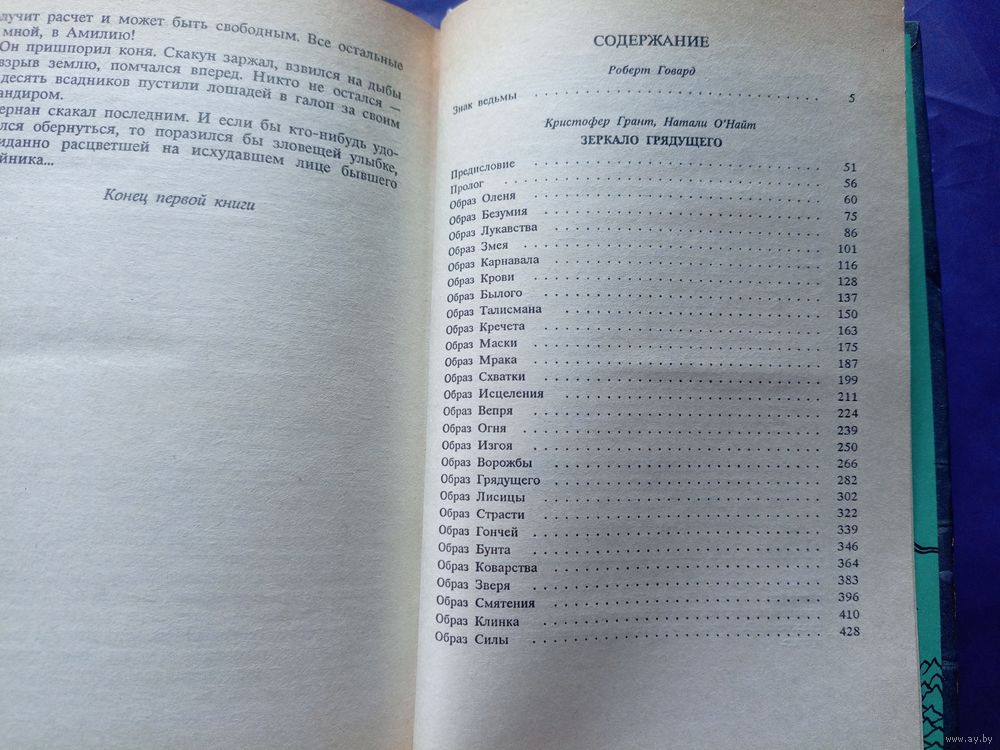 лучит расчет и может быть свободным. Все остальные
мной, в Амилию!
Он пришпорил коня. Скакун заржал, взвился на дыбы
взрыв землю, помчался вперед. Никто не остался —
десять всадников пустили лошадей в галоп за своим
андиром.
ернан скакал последним. И если бы кто-нибудь удо-
лся обернуться, то поразился бы зловещей улыбке,
иданно расцветшей на исхудавшем лице бывшего
йника...
Конец первой книги
СОДЕРЖАНИЕ
Роберт Говард
Знак ведьмы 5
Кристофер Грант, Натали О'Найт
ЗЕРКАЛО ГРЯДУЩЕГО
Предисловие 51
Пролог 56
Образ Оленя 60
Образ Безумия 75
Образ Лукавства 86
Образ Змея 101
Образ Карнавала 116
Образ Крови 128
Образ Былого 137
Образ Талисмана 150
Образ Кречета 163
Образ Маски 175
Образ Мрака 187
Образ Схватки 199
Образ Исцеления 211
Образ Вепря 224
Образ Огня 239
Образ Изгоя 250
Образ Ворожбы 266
Образ Грядущего 282
Образ Лисицы 302
Образ Страсти 322
Образ Гончей 339
Образ Бунта 346
Образ Коварства 364
Образ Зверя 383
Образ Смятения 396
Образ Клинка 410
Образ Силы 428
www.ay.by